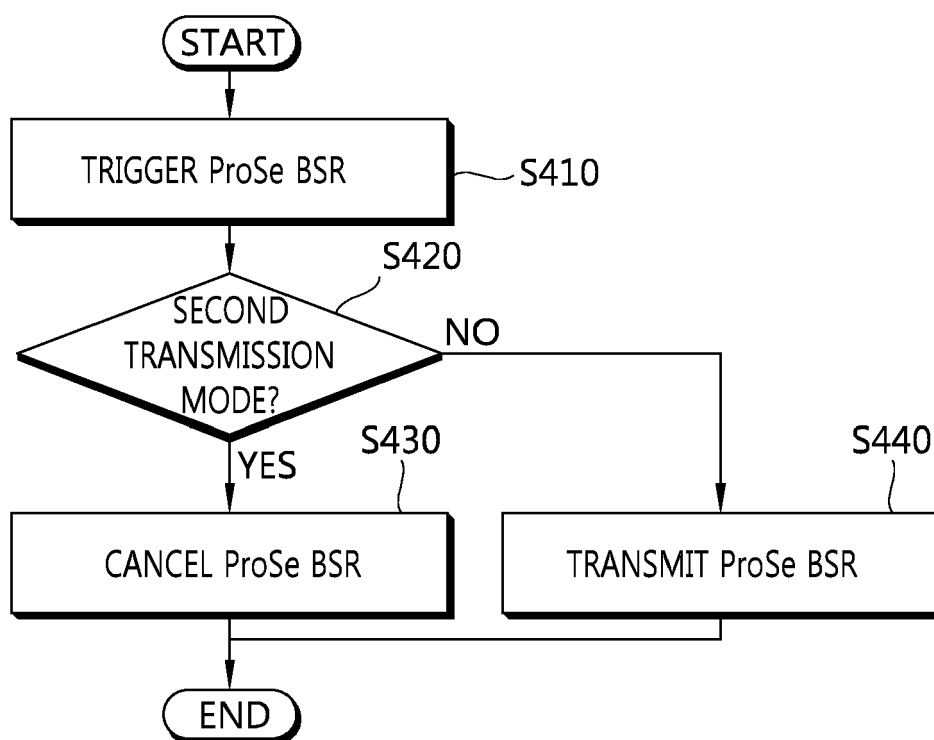 START
TRIGGER ProSe BSR
S410
S420
SECOND
TRANSMISSION
MODE?
NO
YES
S430
S440
CANCEL ProSe BSR
TRANSMIT ProSe BSR
END